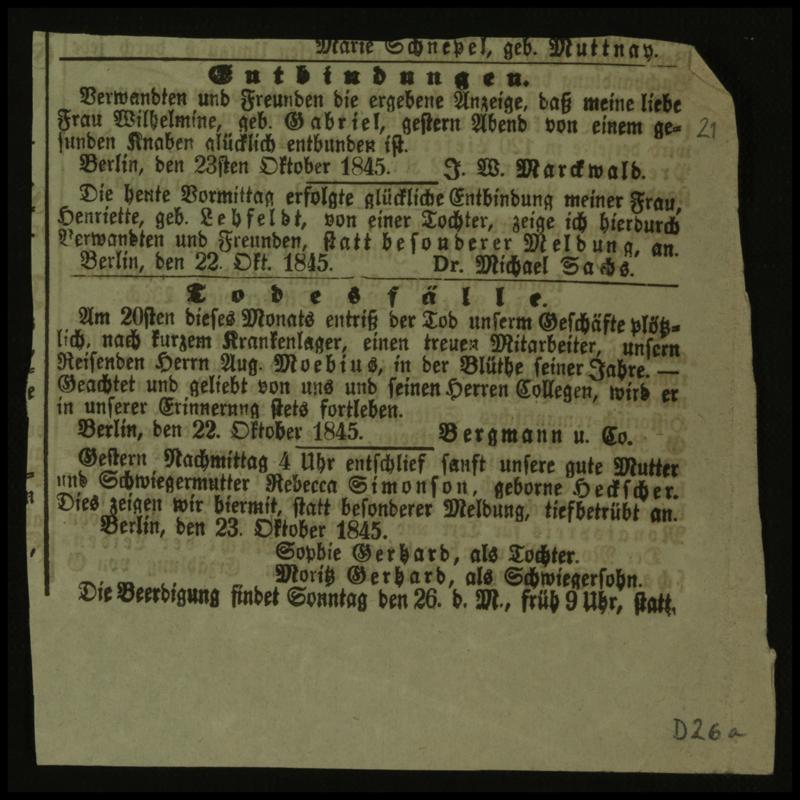 Marie Schnepel, geb. Muttnay.
Entbindungen.
Verwandten und Freunden die ergebene Anzeige, daß meine liebe
Frau Wilhelmine, geb. Gabriel, gestern Abend von einem ge=
sunden Knaben glücklich entbunden ist.
Berlin, den 23sten Oktober 1845. J. W. Marckwald.
Die heute Vormittag erfolgte glückliche Entbindung meiner Frau,
Henriette, geb. Lehfeldt, von einer Tochter, zeige ich hierdurch
Verwandten und Freunden, statt besonderer Meldung, an.
Berlin, den 22. Okt. 1845. Dr. Michael Sachs.
Todesfälle.
Am 20sten dieses Monats entriß der Tod unserm Geschäfte plötz=
lich, nach kurzem Krankenlager, einen treuen Mitarbeiter, unsern
Reisenden Herrn Aug. Moebius, in der Blüthe seiner Jahre. —
Geachtet und geliebt von uns und seinen Herren Collegen, wird er
in unserer Erinnerung stets fortleben.
Berlin, den 22. Oktober 1845. Bergmann u. Co.
Gestern Nachmittag 4 Uhr entschlief sanft unsere gute Mutter
und Schwiegermutter Rebecca Simonson, geborne Heckscher.
Dies zeigen wir hiermit, statt besonderer Meldung, tiefbetrübt an.
Berlin, den 23. Oktober 1845.
Sophie Gerhard, als Tochter.
Moritz Gerhard, als Schwiegersohn.
Die Beerdigung findet Sonntag den 26. d. M., früh 9 Uhr, statt.
21
D26a